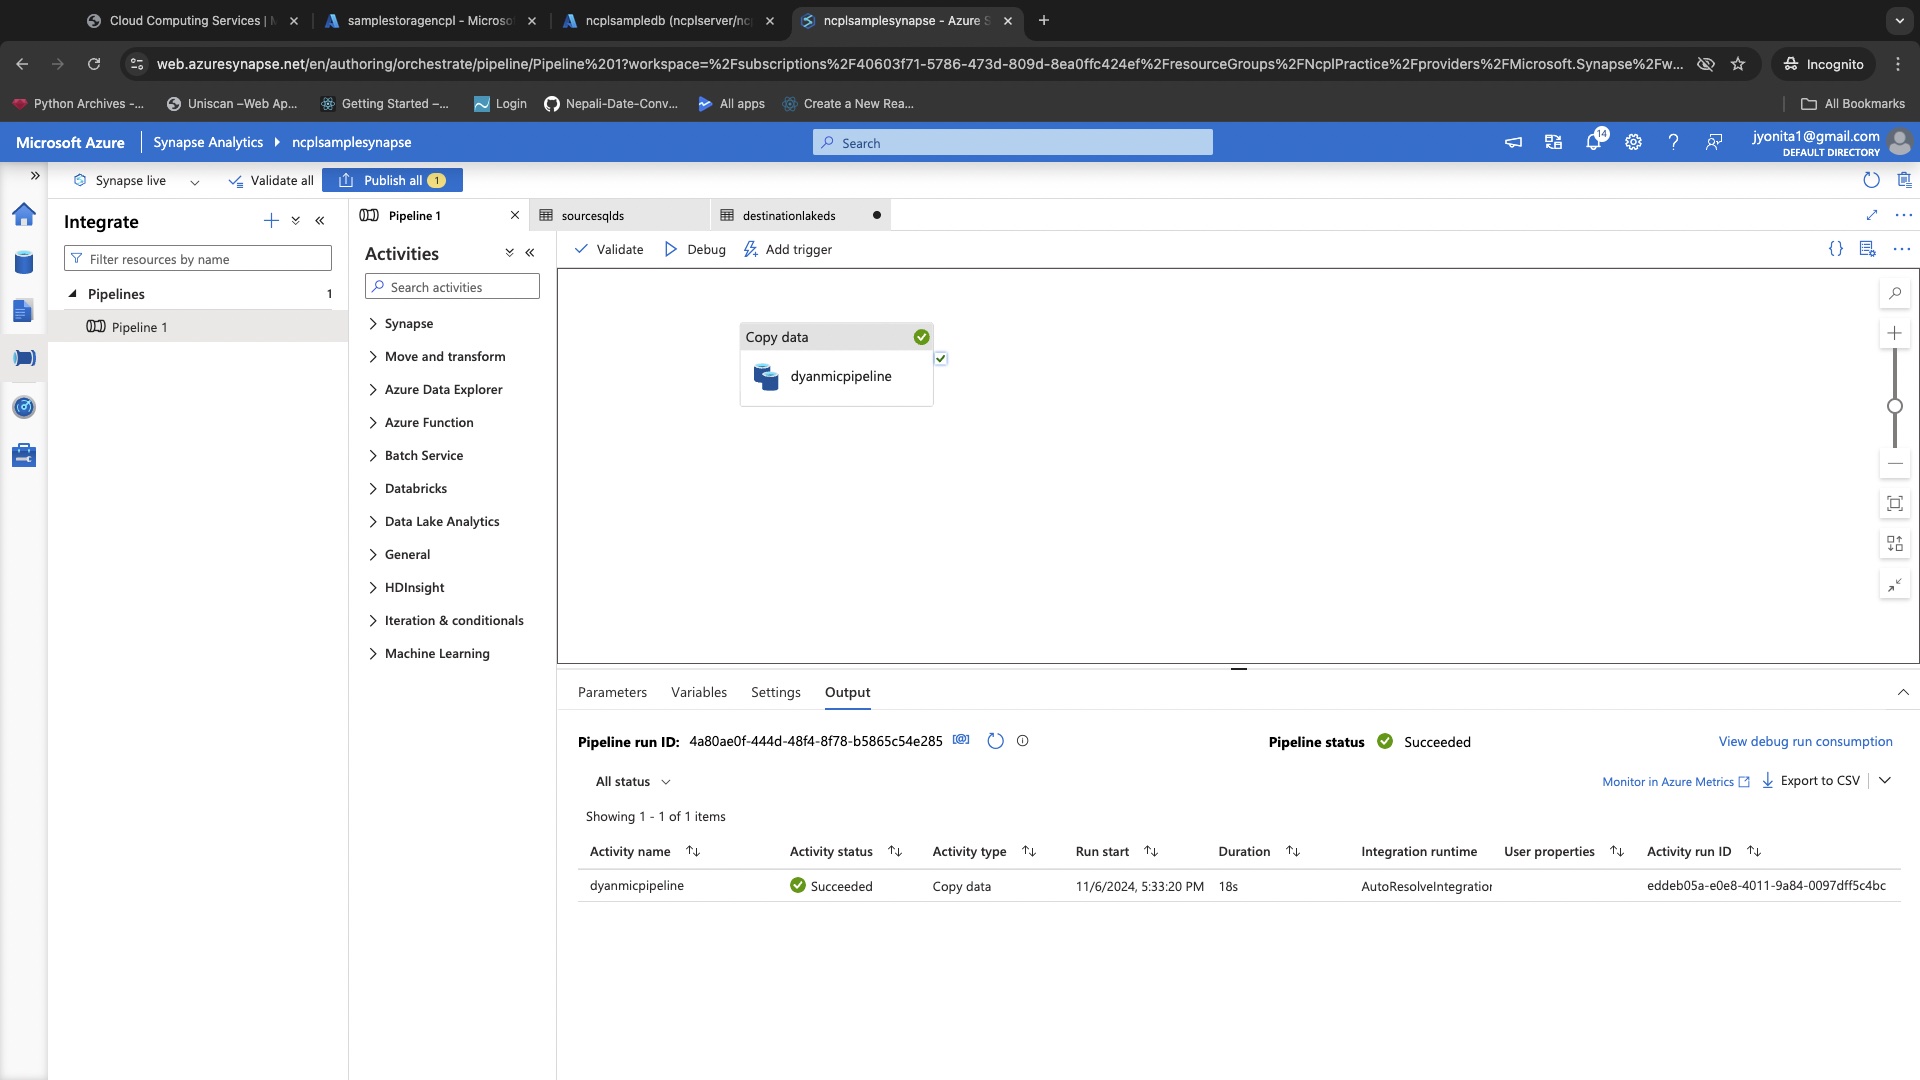 Cloud Computing Services | M
samplestoragencpl - Microso
ncplsampledb (ncplserver/nc
ncplsamplesynapse - Azure S
web.azuresynapse.net/en/authoring/orchestrate/pipeline/Pipeline%201?workspace=%2Fsubscriptions%2F40603f71-5786-473d-809d-8ea0ffc424ef%2FresourceGroups%2FNcplPractice%2Fproviders%2FMicrosoft.Synapse%2Fw...
Incognito
Python Archives -...
Uniscan –Web Ap...
Getting Started –...
Login
Nepali-Date-Conv...
All apps
Create a New Rea...
All Bookmarks
Microsoft Azure
Synapse Analytics
ncplsamplesynapse
Search
14
jyonita1@gmail.com
DEFAULT DIRECTORY
Synapse live
Validate all
Publish all 1
Integrate
Pipeline 1
sourcesqlds
destinationlakeds
Filter resources by name
Pipelines 1
Pipeline 1
Activities
Search activities
Synapse
Move and transform
Azure Data Explorer
Azure Function
Batch Service
Databricks
Data Lake Analytics
General
HDInsight
Iteration & conditionals
Machine Learning
Validate
Debug
Add trigger
Copy data
dyanmicpipeline
Parameters
Variables
Settings
Output
Pipeline run ID: 4a80ae0f-444d-48f4-8f78-b5865c54e285
Pipeline status Succeeded
View debug run consumption
All status
Monitor in Azure Metrics
Export to CSV
Showing 1 - 1 of 1 items
Activity name Activity status Activity type Run start Duration Integration runtime User properties Activity run ID
dyanmicpipeline Succeeded Copy data 11/6/2024, 5:33:20 PM 18s AutoResolveIntegration eddeb05a-e0e8-4011-9a84-0097dff5c4bc